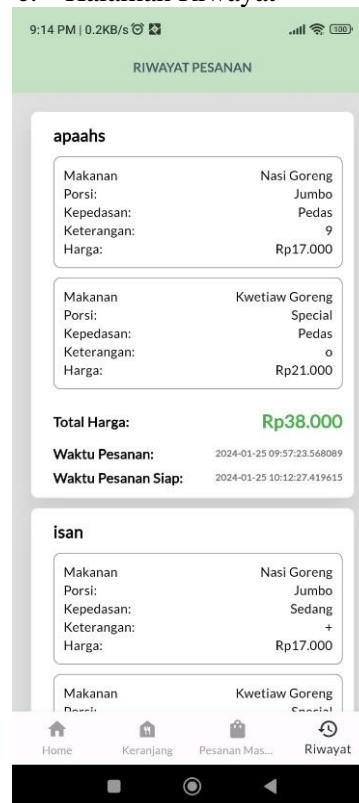 9:14 PM | 0.2KB/s
100
RIWAYAT PESANAN
apaahs
Makanan Nasi Goreng
Porsi: Jumbo
Kepedasan: Pedas
Keterangan: 9
Harga: Rp17.000
Makanan Kwetiaw Goreng
Porsi: Special
Kepedasan: Pedas
Keterangan: o
Harga: Rp21.000
Total Harga: Rp38.000
Waktu Pesanan: 2024-01-25 09:57:23.568089
Waktu Pesanan Siap: 2024-01-25 10:12:27.419615
isan
Makanan Nasi Goreng
Porsi: Jumbo
Kepedasan: Sedang
Keterangan: +
Harga: Rp17.000
Makanan Kwetiaw Goreng
Porsi: Special
Home Keranjang Pesanan Mas... Riwayat